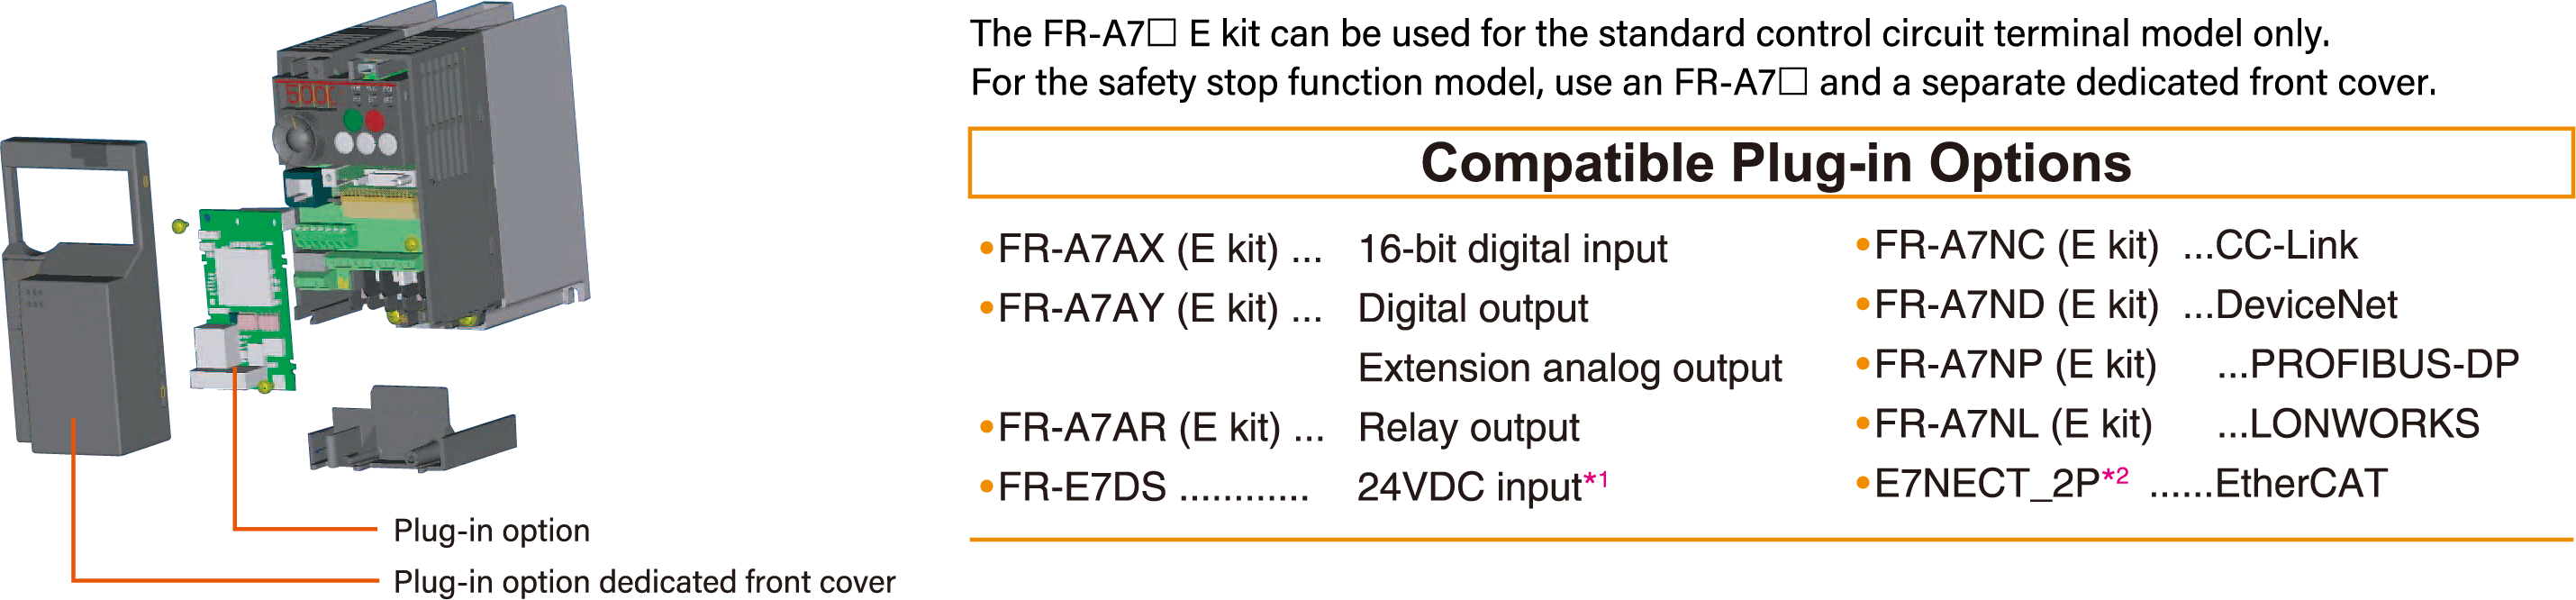 The FR-A7□ E kit can be used for the standard control circuit terminal model only.
For the safety stop function model, use an FR-A7□ and a separate dedicated front cover.
Compatible Plug-in Options
•FR-A7AX (E kit) ... 16-bit digital input
•FR-A7AY (E kit) ... Digital output
Extension analog output
•FR-A7AR (E kit) ... Relay output
•FR-E7DS ............ 24VDC input*1
•FR-A7NC (E kit) ...CC-Link
•FR-A7ND (E kit) ...DeviceNet
•FR-A7NP (E kit) ...PROFIBUS-DP
•FR-A7NL (E kit) ...LONWORKS
•E7NECT_2P*2 ......EtherCAT
Plug-in option
Plug-in option dedicated front cover